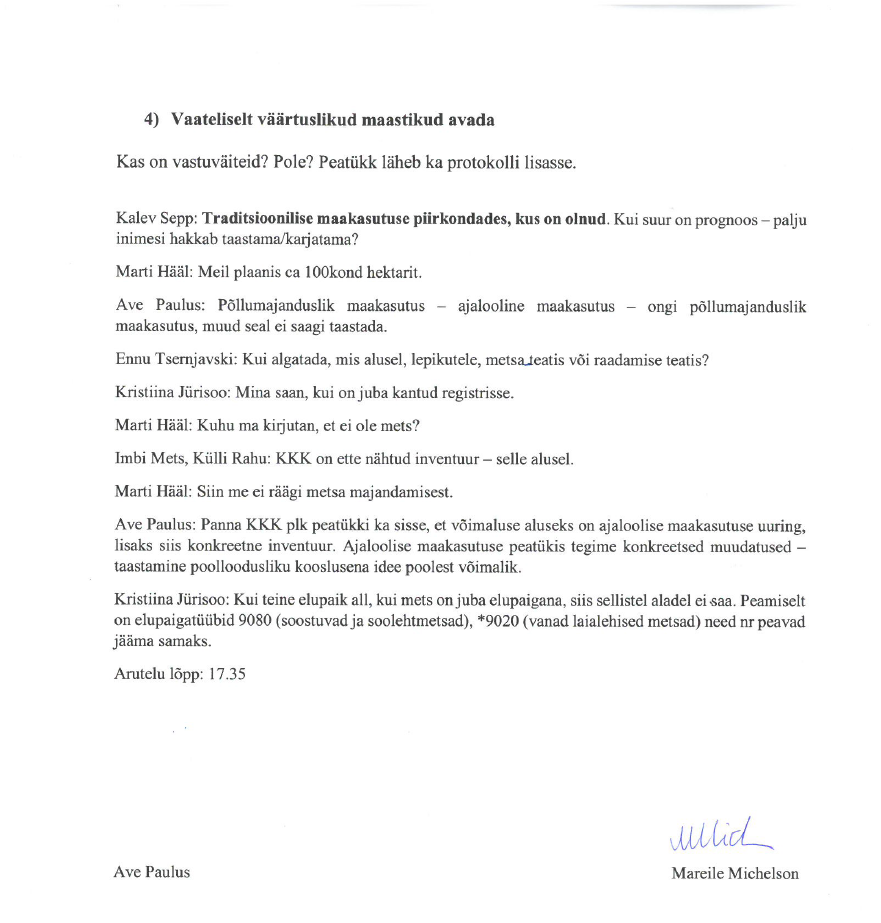 4) Vaateliselt väärtuslikud maastikud avada
Kas on vastuväiteid? Pole? Peatükk läheb ka protokolli lisasse.
Kalev Sepp: Traditsioonilise maakasutuse piirkondades, kus on olnud. Kui suur on prognoos – palju
inimesi hakkab taastama/karjatama?
Marti Hääl: Meil plaanis ca 100kond hektarit.
Ave Paulus: Põllumajanduslik maakasutus – ajalooline maakasutus – ongi põllumajanduslik
maakasutus, muud seal ei saagi taastada.
Ennu Tsernjavski: Kui algatada, mis alusel, lepikutele, metsateatis või raadamise teatis?
Kristiina Jürisoo: Mina saan, kui on juba kantud registrisse.
Marti Hääl: Kuhu ma kirjutan, et ei ole mets?
Imbi Mets, Külli Rahu: KKK on ette nähtud inventuur – selle alusel.
Marti Hääl: Siin me ei räägi metsa majandamisest.
Ave Paulus: Panna KKK plk peatükki ka sisse, et võimaluse aluseks on ajaloolise maakasutuse uuring,
lisaks siis konkreetne inventuur. Ajaloolise maakasutuse peatükis tegime konkreetsed muudatused –
taastamine poolloodusliku kooslusena idee poolest võimalik.
Kristiina Jürisoo: Kui teine elupaik all, kui mets on juba elupaigana, siis sellistel aladel ei saa. Peamiselt
on elupaigatüübid 9080 (soostuvad ja soolehtmetsad), *9020 (vanad laialehised metsad) need nr peavad
jääma samaks.
Arutelu lõpp: 17.35
Ave Paulus
Mareile Michelson